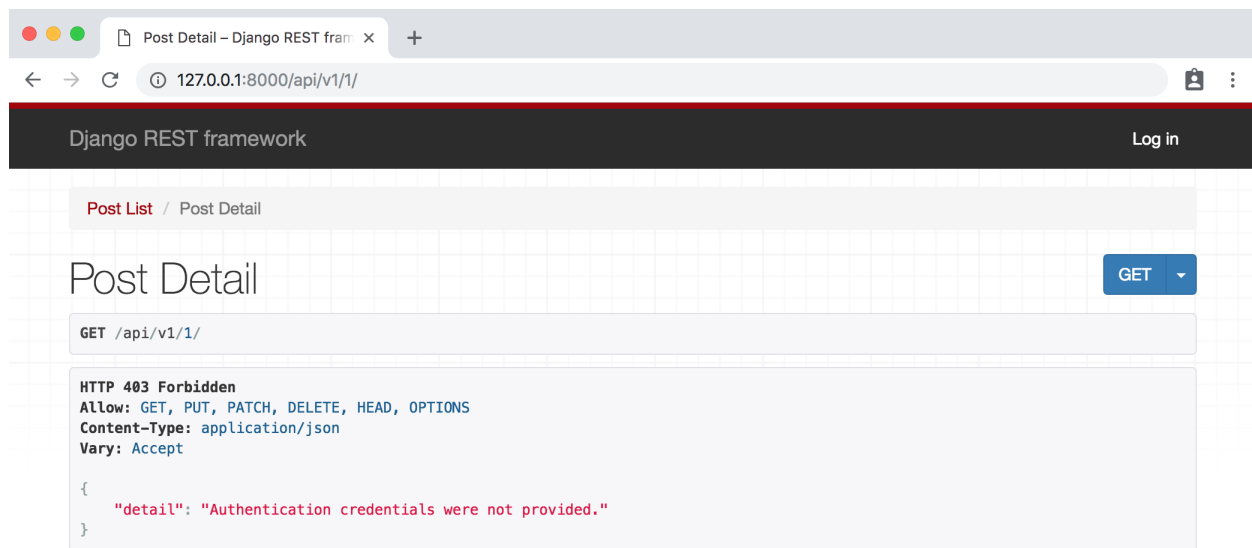 Post Detail – Django REST fram
127.0.0.1:8000/api/v1/1/
Django REST framework
Log in
Post List / Post Detail
Post Detail
GET
GET /api/v1/1/
HTTP 403 Forbidden
Allow: GET, PUT, PATCH, DELETE, HEAD, OPTIONS
Content-Type: application/json
Vary: Accept
{
    "detail": "Authentication credentials were not provided."
}